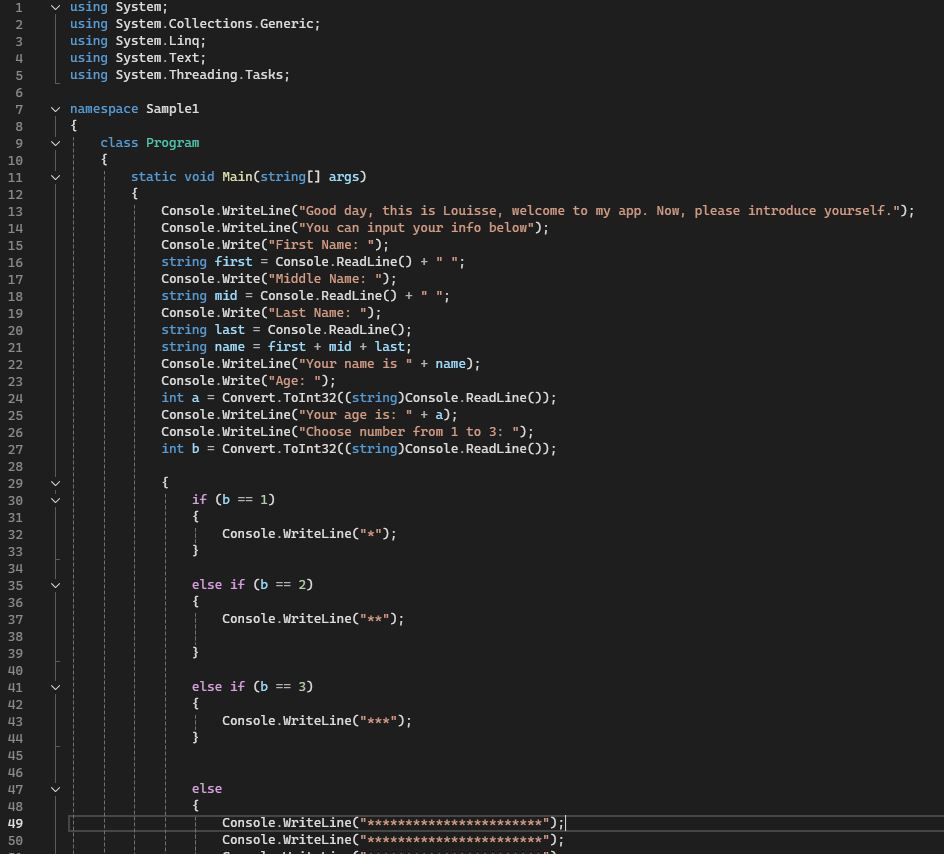 1 using System;
2 using System.Collections.Generic;
3 using System.Linq;
4 using System.Text;
5 using System.Threading.Tasks;
6
7 namespace Sample1
8 {
9 class Program
10 {
11 static void Main(string[] args)
12 {
13 Console.WriteLine("Good day, this is Louisse, welcome to my app. Now, please introduce yourself.");
14 Console.WriteLine("You can input your info below");
15 Console.Write("First Name: ");
16 string first = Console.ReadLine() + " ";
17 Console.Write("Middle Name: ");
18 string mid = Console.ReadLine() + " ";
19 Console.Write("Last Name: ");
20 string last = Console.ReadLine();
21 string name = first + mid + last;
22 Console.WriteLine("Your name is " + name);
23 Console.Write("Age: ");
24 int a = Convert.ToInt32((string)Console.ReadLine());
25 Console.WriteLine("Your age is: " + a);
26 Console.WriteLine("Choose number from 1 to 3: ");
27 int b = Convert.ToInt32((string)Console.ReadLine());
28
29 {
30 if (b == 1)
31 {
32 Console.WriteLine("*");
33 }
34
35 else if (b == 2)
36 {
37 Console.WriteLine("**");
38
39 }
40
41 else if (b == 3)
42 {
43 Console.WriteLine("***");
44 }
45
46
47 else
48 {
49 Console.WriteLine("***********************");
50 Console.WriteLine("***********************");